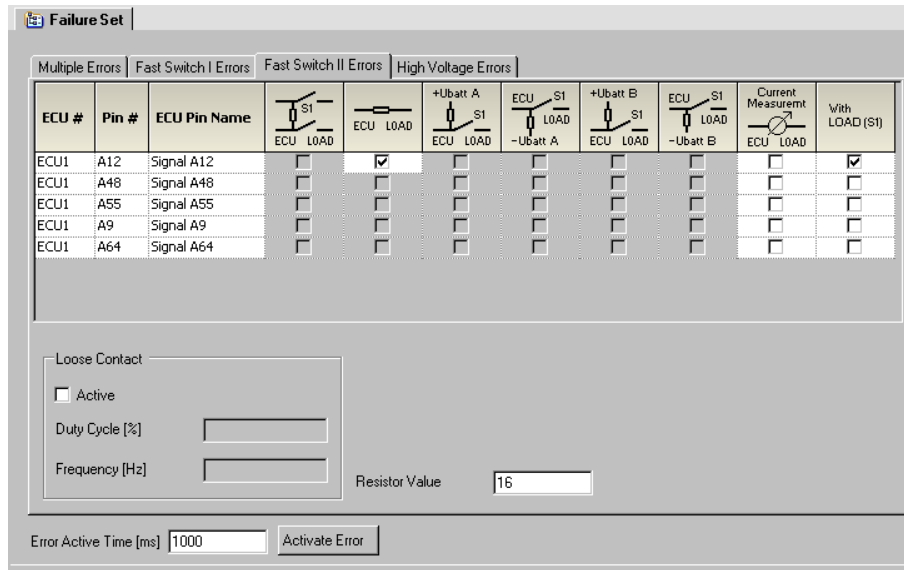 Failure Set
Multiple Errors Fast Switch I Errors Fast Switch II Errors High Voltage Errors
ECU # Pin # ECU Pin Name S1 ECU LOAD ECU LOAD +Ubatt A S1 ECU LOAD ECU S1 LOAD -Ubatt A +Ubatt B S1 ECU LOAD ECU S1 LOAD -Ubatt B Current Measuremt ECU LOAD With LOAD (S1)
ECU1 A12 Signal A12
ECU1 A48 Signal A48
ECU1 A55 Signal A55
ECU1 A9 Signal A9
ECU1 A64 Signal A64
Loose Contact
Active
Duty Cycle [%]
Frequency [Hz]
Resistor Value 16
Error Active Time [ms] 1000 Activate Error